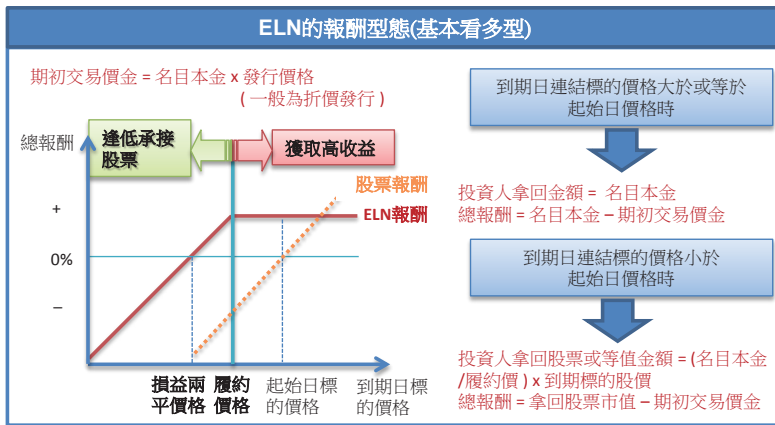 ELN的報酬型態(基本看多型)
期初交易價金 = 名目本金 x 發行價格
( 一般為折價發行 )
總報酬
逢低承接
股票
獲取高收益
股票報酬
ELN報酬
+
0%
–
損益兩
平價格
履約
價格
起始日標
的價格
到期日標
的價格
到期日連結標的價格大於或等於
起始日價格時
投資人拿回金額 = 名目本金
總報酬 = 名目本金 – 期初交易價金
到期日連結標的價格小於
起始日價格時
投資人拿回股票或等值金額 = (名目本金
/履約價 ) x 到期標的股價
總報酬 = 拿回股票市值 – 期初交易價金